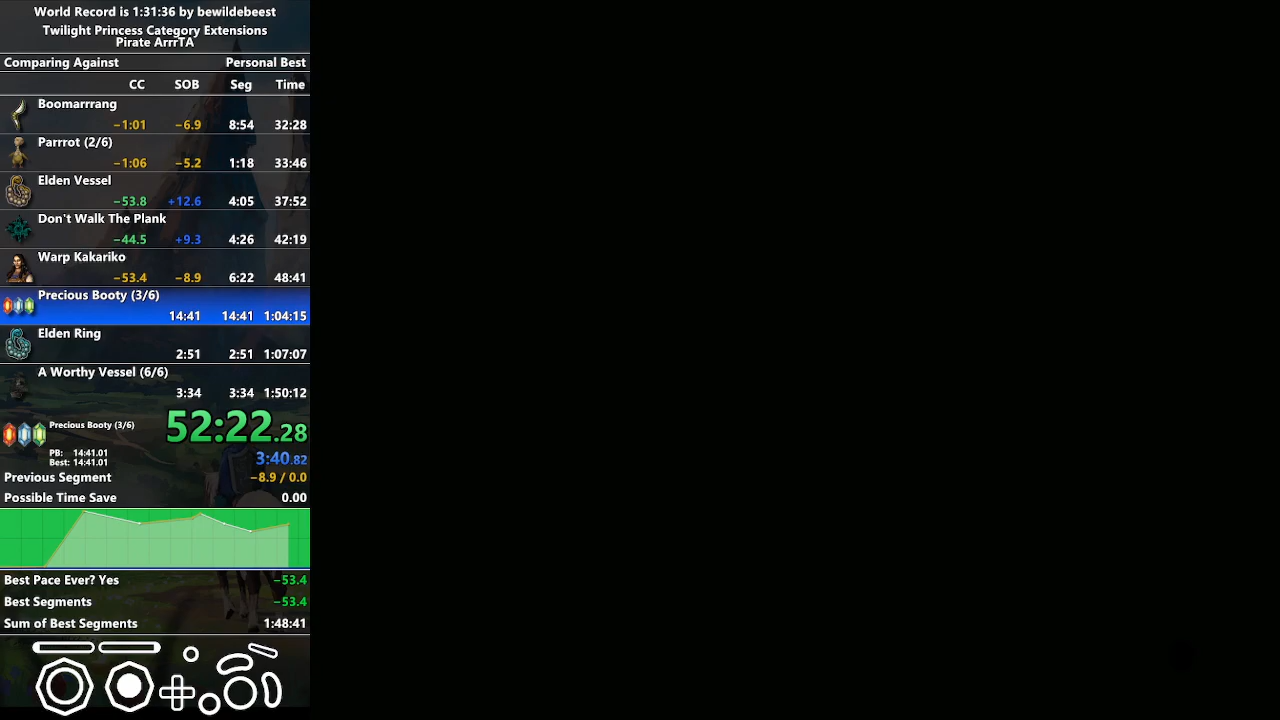 World Record is 1:31:36 by bewildebeest
Twilight Princess Category Extensions
Pirate ArrrTA
Comparing Against Personal Best
CC SOB Seg Time
Boomarrrang
−1:01 −6.9 8:54 32:28
Parrrot (2/6)
−1:06 −5.2 1:18 33:46
Elden Vessel
−53.8 +12.6 4:05 37:52
Don't Walk The Plank
−44.5 +9.3 4:26 42:19
Warp Kakariko
−53.4 −8.9 6:22 48:41
Precious Booty (3/6)
14:41 14:41 1:04:15
Elden Ring
2:51 2:51 1:07:07
A Worthy Vessel (6/6)
3:34 3:34 1:50:12
Precious Booty (3/6) 52:22.28
PB: 14:41.01
Best: 14:41.01 3:40.82
Previous Segment −8.9 / 0.0
Possible Time Save 0.00
Best Pace Ever? Yes −53.4
Best Segments −53.4
Sum of Best Segments 1:48:41